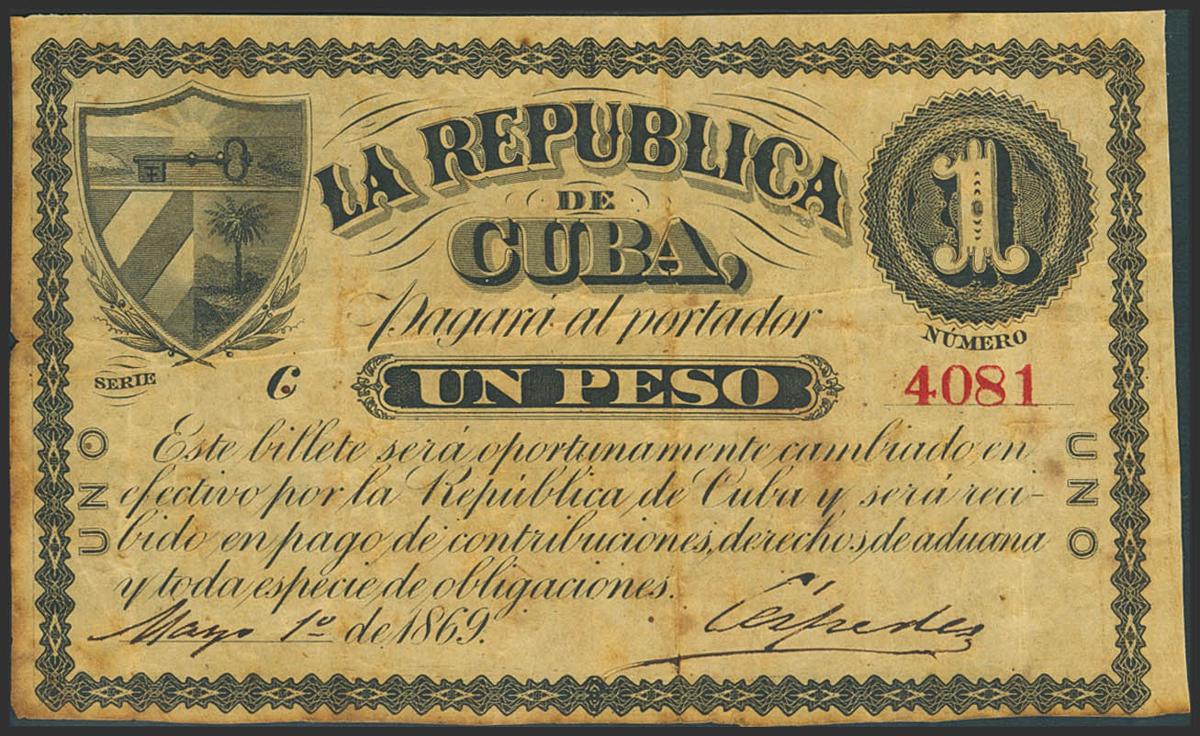 LA REPUBLICA
DE
CUBA,
1
Pagará al portador
NÚMERO
SERIE C
UN PESO
4081
UNO
Este billete será oportunamente cambiado en
efectivo por la República de Cuba y será reci-
bido en pago de contribuciones, derechos de aduana
y toda especie de obligaciones.
UNO
Mayo 1º de 1869.
Céspedes